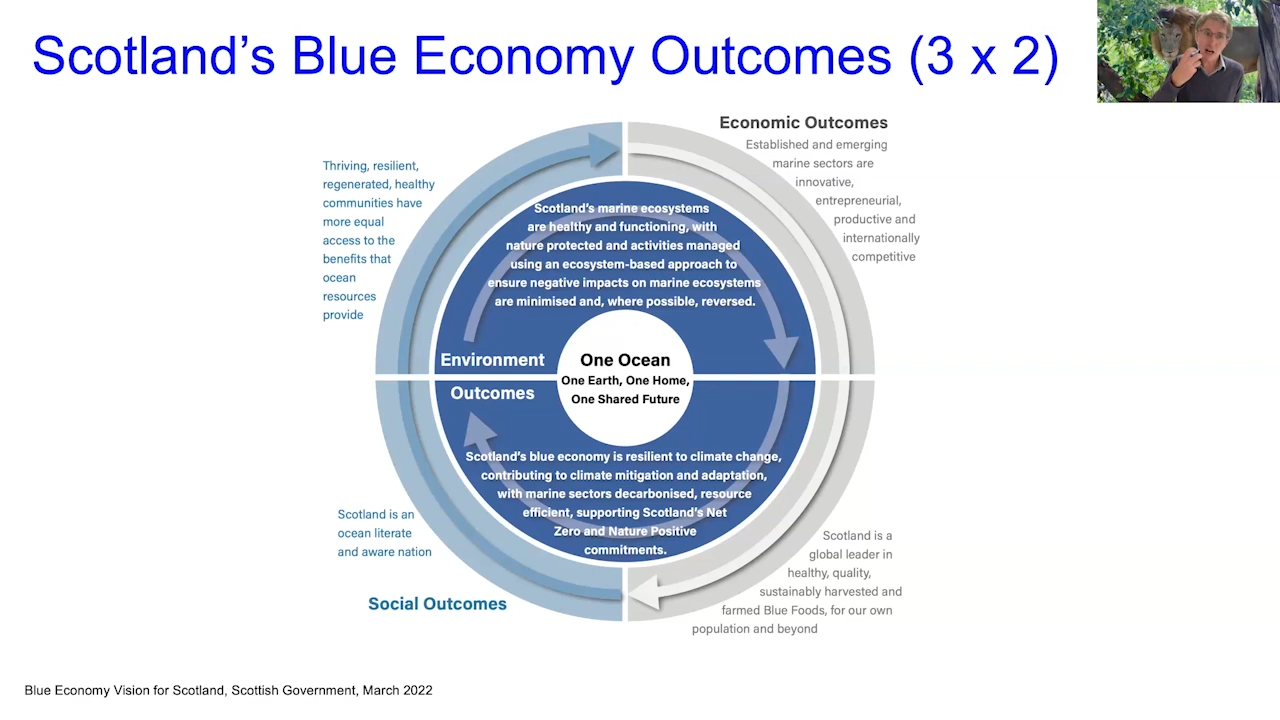 Scotland's Blue Economy Outcomes (3 x 2)
Economic Outcomes
Established and emerging
marine sectors are
innovative,
entrepreneurial,
productive and
internationally
competitive
Thriving, resilient,
regenerated, healthy
communities have
more equal
access to the
benefits that
ocean
resources
provide
Scotland's marine ecosystems
are healthy and functioning, with
nature protected and activities managed
using an ecosystem-based approach to
ensure negative impacts on marine ecosystems
are minimised and, where possible, reversed.
Environment
Outcomes
One Ocean
One Earth, One Home,
One Shared Future
Scotland's blue economy is resilient to climate change,
contributing to climate mitigation and adaptation,
with marine sectors decarbonised, resource
efficient, supporting Scotland's Net
Zero and Nature Positive
commitments.
Scotland is an
ocean literate
and aware nation
Social Outcomes
Scotland is a
global leader in
healthy, quality,
sustainably harvested and
farmed Blue Foods, for our own
population and beyond
Blue Economy Vision for Scotland, Scottish Government, March 2022